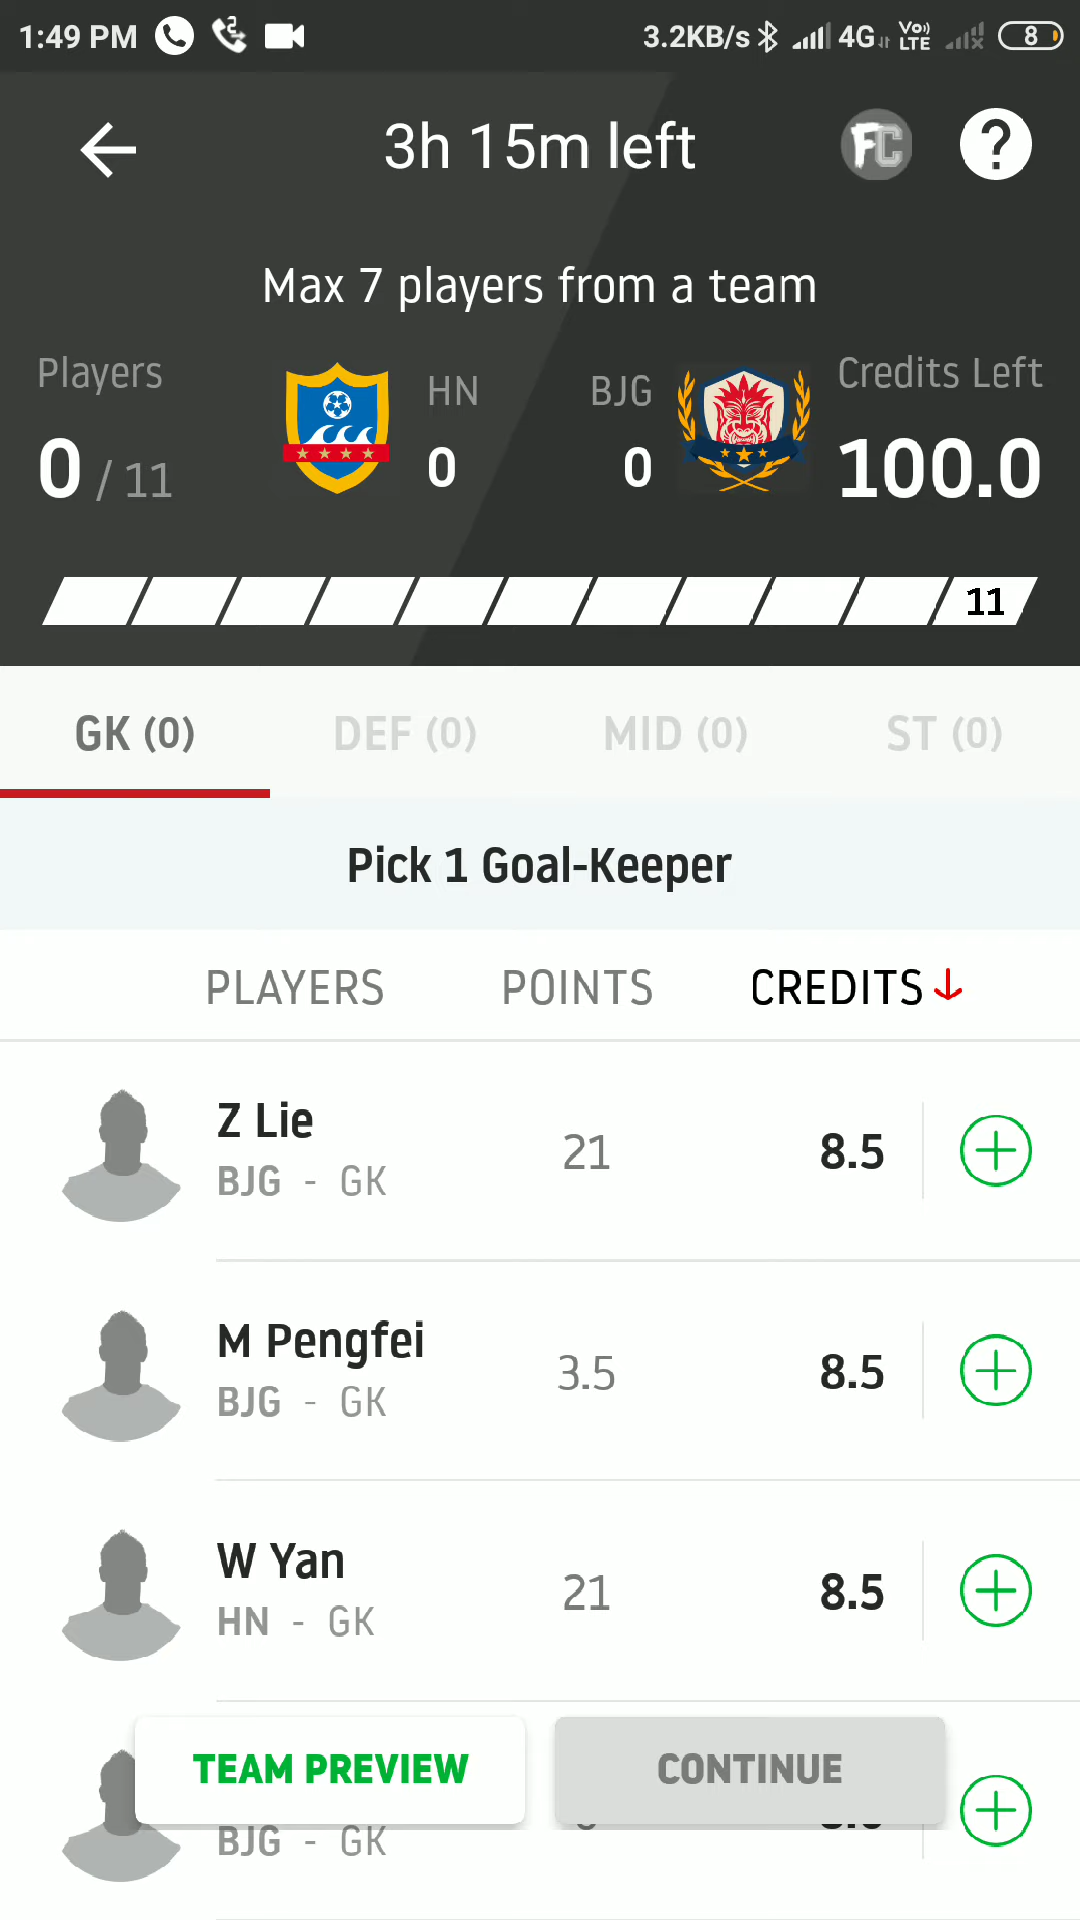 1:49 PM 3.2KB/s 4G Vo) LTE 8
3h 15m left FC ?
Max 7 players from a team
Players HN BJG Credits Left
0 / 11 0 0 100.0
11
GK (0) DEF (0) MID (0) ST (0)
Pick 1 Goal-Keeper
PLAYERS POINTS CREDITS
Z Lie
BJG - GK 21 8.5
M Pengfei
BJG - GK 3.5 8.5
W Yan
HN - GK 21 8.5
TEAM PREVIEW CONTINUE
BJG - GK